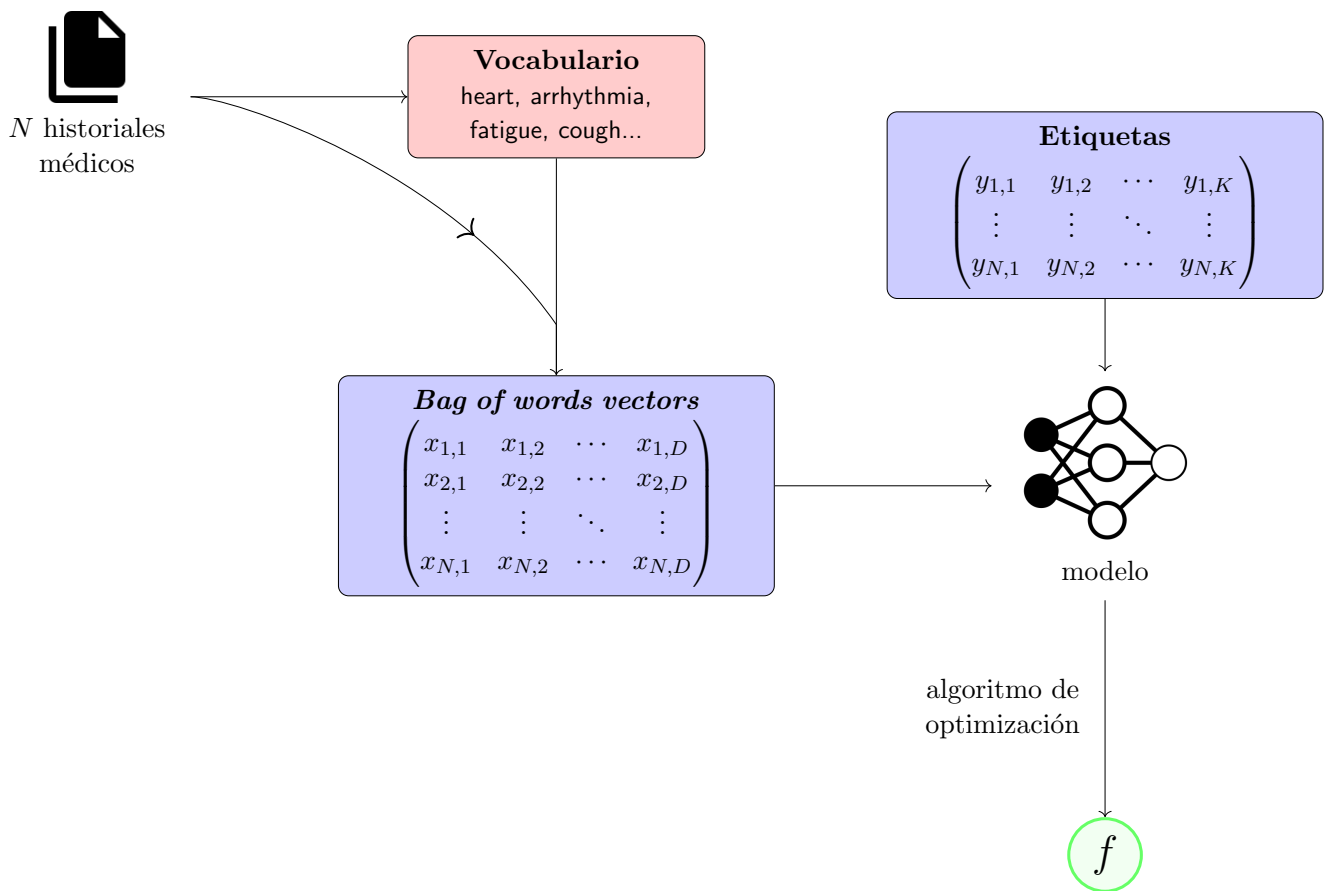 N historiales
médicos
Vocabulario
heart, arrhythmia,
fatigue, cough...
Etiquetas
y1,1 y1,2 ⋯ y1,K
⋮ ⋮ ⋱ ⋮
yN,1 yN,2 ⋯ yN,K
Bag of words vectors
x1,1 x1,2 ⋯ x1,D
x2,1 x2,2 ⋯ x2,D
⋮ ⋮ ⋱ ⋮
xN,1 xN,2 ⋯ xN,D
modelo
algoritmo de
optimización
f